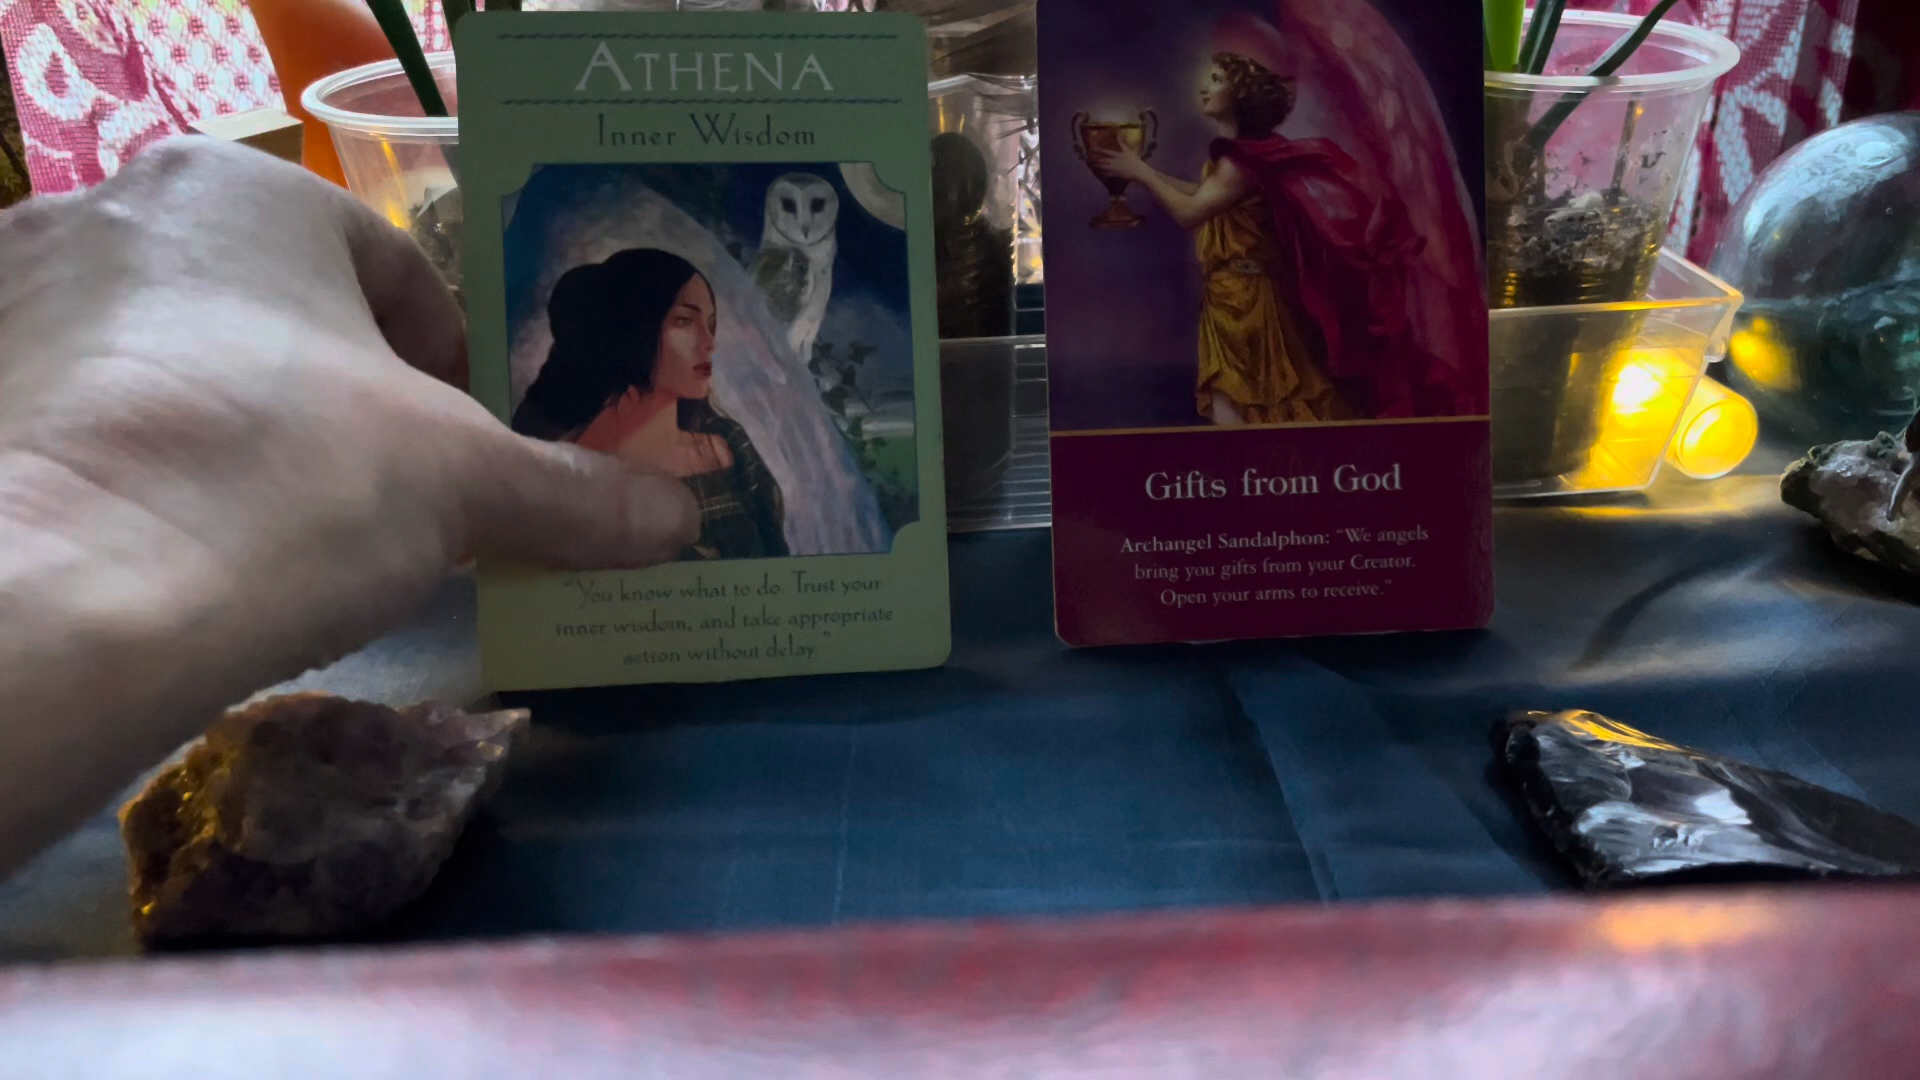 ATHENA
Inner Wisdom
"You know what to do. Trust your
inner wisdom, and take appropriate
action without delay."
Gifts from God
Archangel Sandalphon: "We angels
bring you gifts from your Creator.
Open your arms to receive."